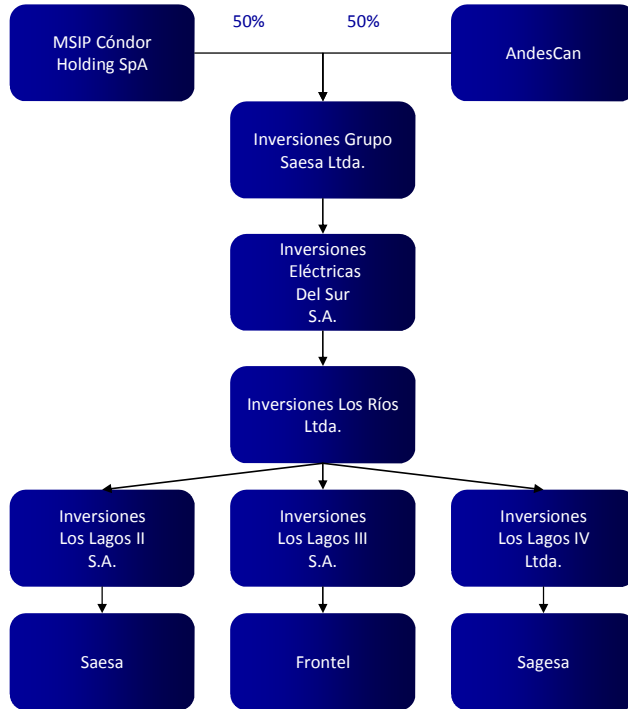 50%
50%
MSIP Cóndor
Holding SpA
AndesCan
Inversiones Grupo
Saesa Ltda.
Inversiones
Eléctricas
Del Sur
S.A.
Inversiones Los Ríos
Ltda.
Inversiones
Los Lagos II
S.A.
Inversiones
Los Lagos III
S.A.
Inversiones
Los Lagos IV
Ltda.
Saesa
Frontel
Sagesa